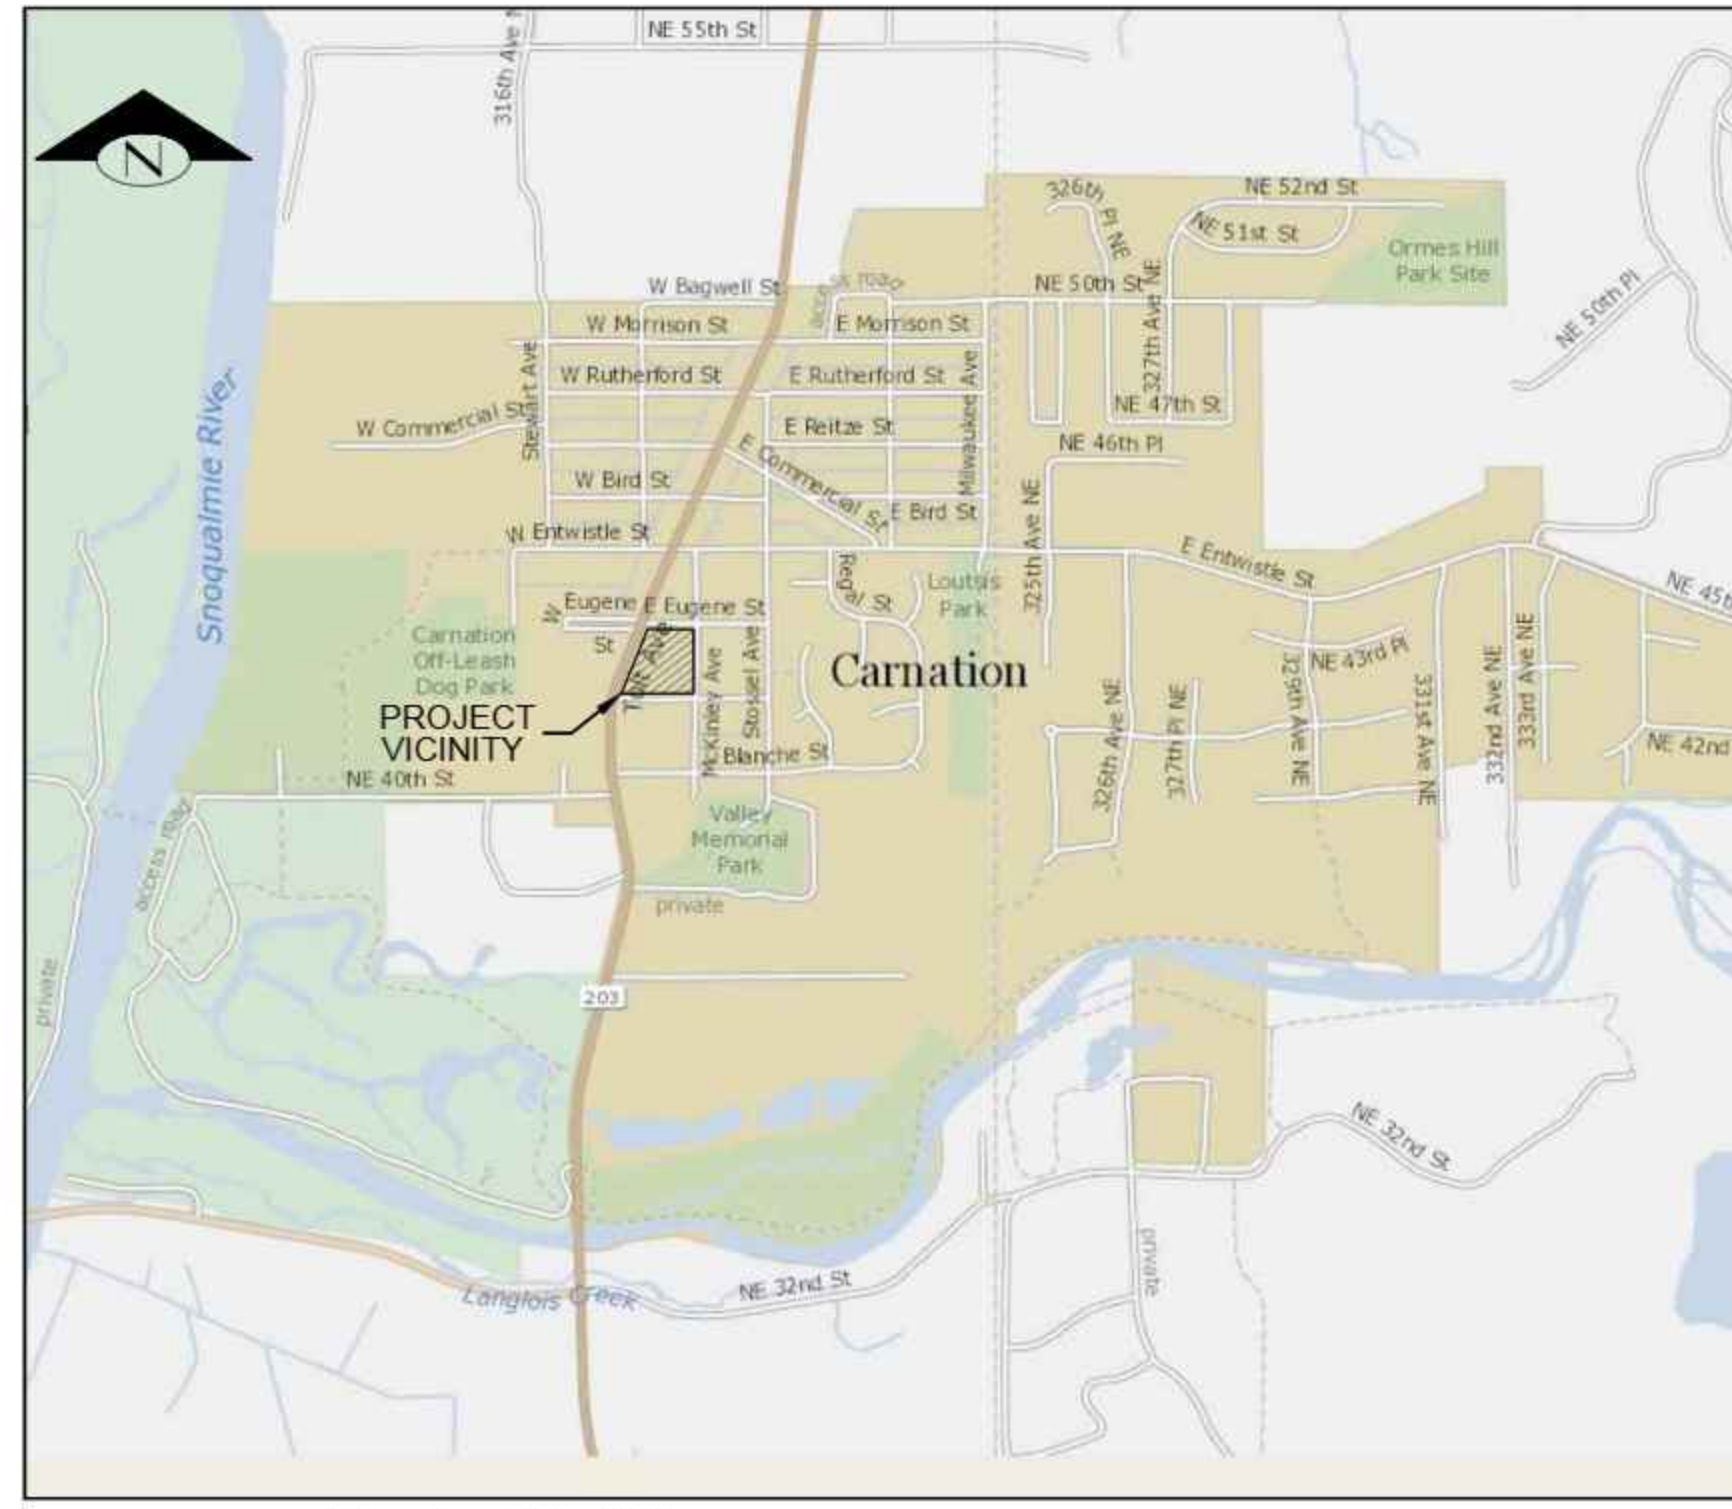 NE 55th St
316th Ave N
N
326th Pl NE
NE 52nd St
NE 51st St
Ormes Hill
Park Site
W Bagwell St
access road
NE 50th St
NE 50th Pl
W Morrison St
E Morrison St
327th Ave NE
Stewart Ave
W Rutherford St
E Rutherford St
Milwaukee Ave
NE 47th St
W Commercial St
E Reitze St
E Commercial St
NE 46th Pl
Snoqualmie River
W Bird St
E Bird St
325th Ave NE
W Entwistle St
E Entwistle St
Regal St
Loutsis
Park
NE 45t
W Eugene St
E Eugene St
Carnation
Off-Leash
Dog Park
Tolt Ave
McKinley Ave
Stossel Ave
Carnation
NE 43rd Pl
329th Ave NE
331st Ave NE
332nd Ave NE
333rd Ave NE
326th Ave NE
327th Pl NE
NE 42nd
PROJECT
VICINITY
Blanche St
NE 40th St
access road
Valley
Memorial
Park
private
private
203
NE 32nd St
private
NE 32nd St
Langlois Creek